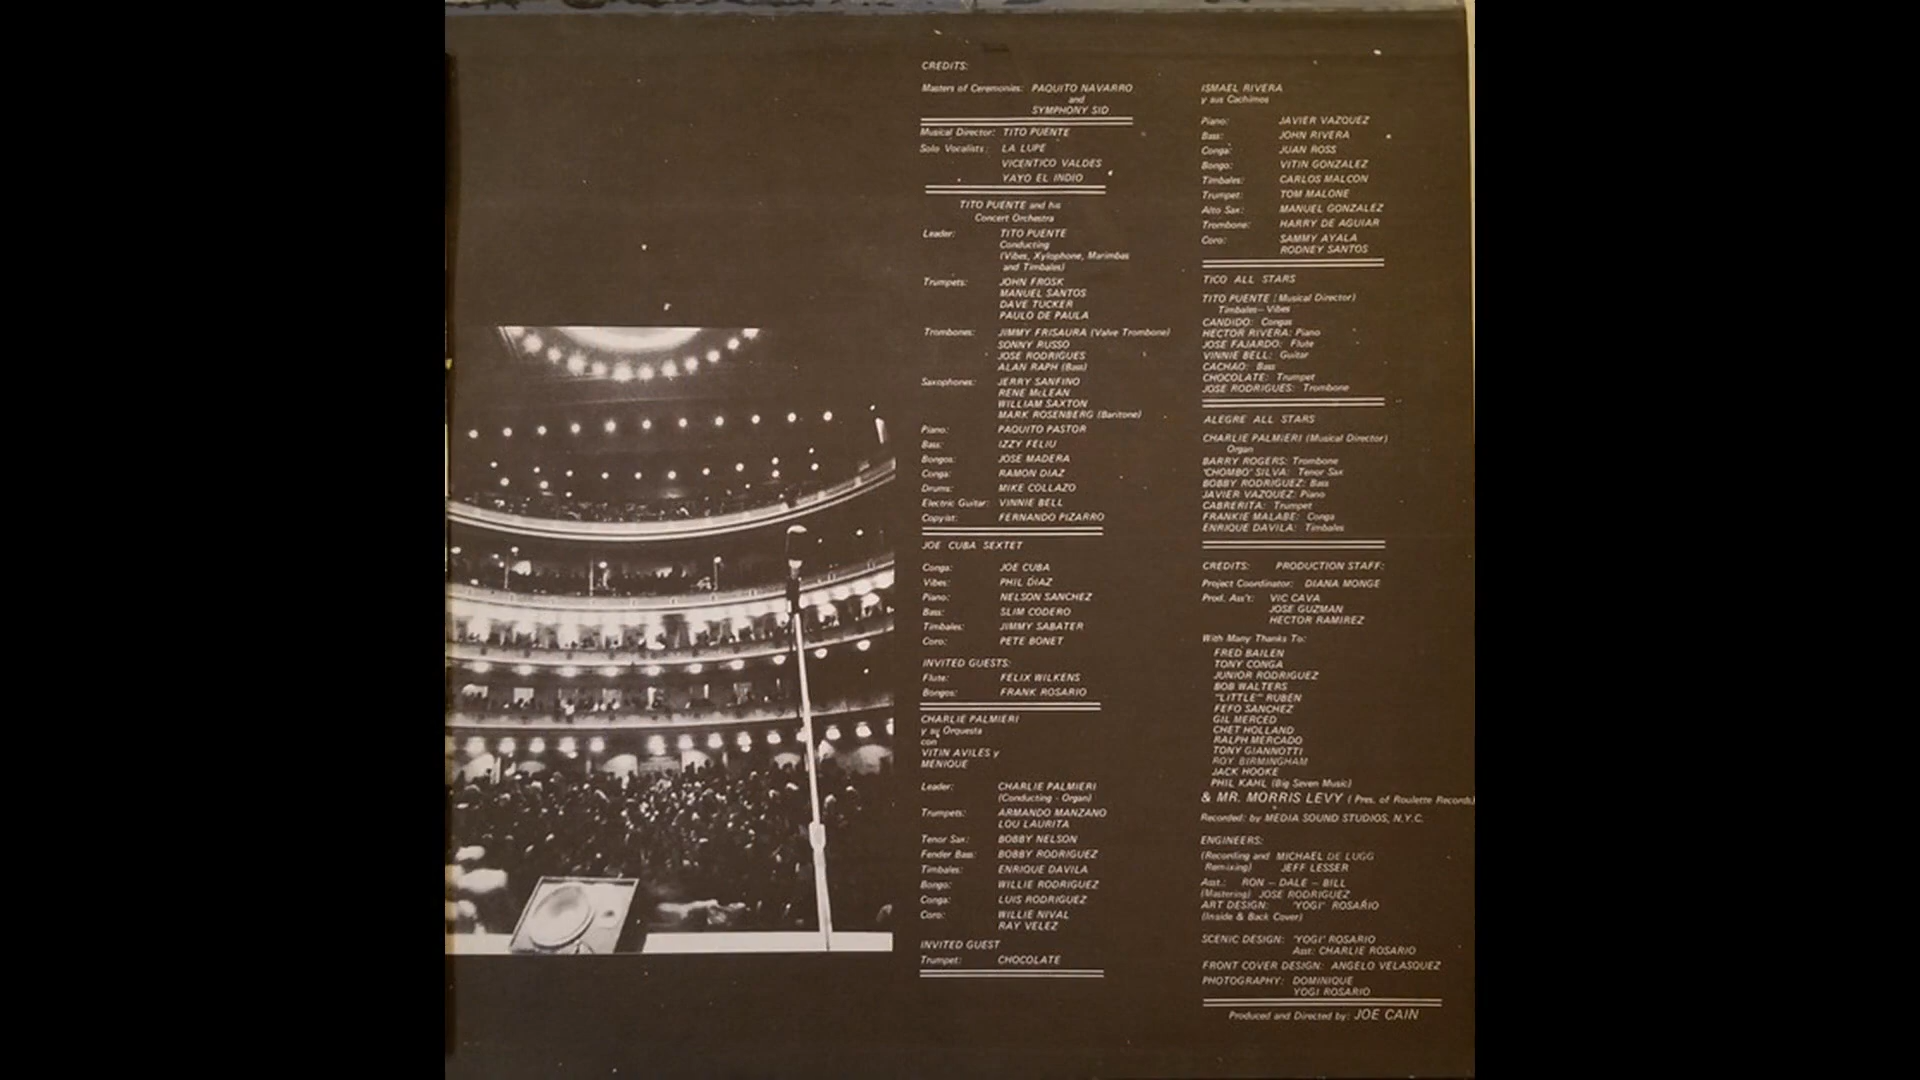 CREDITS:
Masters of Ceremonies: PAQUITO NAVARRO
and
SYMPHONY SID
Musical Director: TITO PUENTE
Solo Vocalists: LA LUPE
VICENTICO VALDES
YAYO EL INDIO
TITO PUENTE and his
Concert Orchestra
Leader: TITO PUENTE
Conducting
(Vibes, Xylophone, Marimbas
and Timbales)
Trumpets: JOHN FROSK
MANUEL SANTOS
DAVE TUCKER
PAULO DE PAULA
Trombones: JIMMY FRISAURA (Valve Trombone)
SONNY RUSSO
JOSE RODRIGUES
ALAN RAPH (Bass)
Saxophones: JERRY SANFINO
RENE McLEAN
WILLIAM SAXTON
MARK ROSENBERG (Baritone)
Piano: PAQUITO PASTOR
Bass: IZZY FELIU
Bongos: JOSE MADERA
Conga: RAMON DIAZ
Drums: MIKE COLLAZO
Electric Guitar: VINNIE BELL
Copyist: FERNANDO PIZARRO
JOE CUBA SEXTET
Conga: JOE CUBA
Vibes: PHIL DIAZ
Piano: NELSON SANCHEZ
Bass: SLIM CODERO
Timbales: JIMMY SABATER
Coro: PETE BONET
INVITED GUESTS:
Flute: FELIX WILKENS
Bongos: FRANK ROSARIO
CHARLIE PALMIERI
y su Orquesta
con
VITIN AVILES y
MENIQUE
Leader: CHARLIE PALMIERI
(Conducting - Organ)
Trumpets: ARMANDO MANZANO
LOU LAURITA
Tenor Sax: BOBBY NELSON
Fender Bass: BOBBY RODRIGUEZ
Timbales: ENRIQUE DAVILA
Bongo: WILLIE RODRIGUEZ
Conga: LUIS RODRIGUEZ
Coro: WILLIE NIVAL
RAY VELEZ
INVITED GUEST
Trumpet: CHOCOLATE
ISMAEL RIVERA
y sus Cachimos
Piano: JAVIER VAZQUEZ
Bass: JOHN RIVERA
Conga: JUAN ROSS
Bongo: VITIN GONZALEZ
Timbales: CARLOS MALCON
Trumpet: TOM MALONE
Alto Sax: MANUEL GONZALEZ
Trombone: HARRY DE AGUIAR
Coro: SAMMY AYALA
RODNEY SANTOS
TICO ALL STARS
TITO PUENTE (Musical Director)
Timbales-Vibes
CANDIDO: Congas
HECTOR RIVERA: Piano
JOSE FAJARDO: Flute
VINNIE BELL: Guitar
CACHAO: Bass
CHOCOLATE: Trumpet
JOSE RODRIGUES: Trombone
ALEGRE ALL STARS
CHARLIE PALMIERI (Musical Director)
Organ
BARRY ROGERS: Trombone
'CHOMBO' SILVA: Tenor Sax
BOBBY RODRIGUEZ: Bass
JAVIER VAZQUEZ: Piano
CABRERITA: Trumpet
FRANKIE MALABE: Conga
ENRIQUE DAVILA: Timbales
CREDITS: PRODUCTION STAFF:
Project Coordinator: DIANA MONGE
Prod. Ass't: VIC CAVA
JOSE GUZMAN
HECTOR RAMIREZ
With Many Thanks To:
FRED BAILEN
TONY CONGA
JUNIOR RODRIGUEZ
BOB WALTERS
"LITTLE" RUBEN
FEFO SANCHEZ
GIL MERCED
CHET HOLLAND
RALPH MERCADO
TONY GIANNOTTI
ROY BIRMINGHAM
JACK HOOKE
PHIL KAHL (Big Seven Music)
& MR. MORRIS LEVY (Pres. of Roulette Records)
Recorded: by MEDIA SOUND STUDIOS, N.Y.C.
ENGINEERS:
(Recording and MICHAEL DE LUGG
Remixing) JEFF LESSER
Asst.: RON - DALE - BILL
(Mastering) JOSE RODRIGUEZ
ART DESIGN: "YOGI" ROSARIO
(Inside & Back Cover)
SCENIC DESIGN: "YOGI" ROSARIO
Asst: CHARLIE ROSARIO
FRONT COVER DESIGN: ANGELO VELASQUEZ
PHOTOGRAPHY: DOMINIQUE
YOGI ROSARIO
Produced and Directed by: JOE CAIN